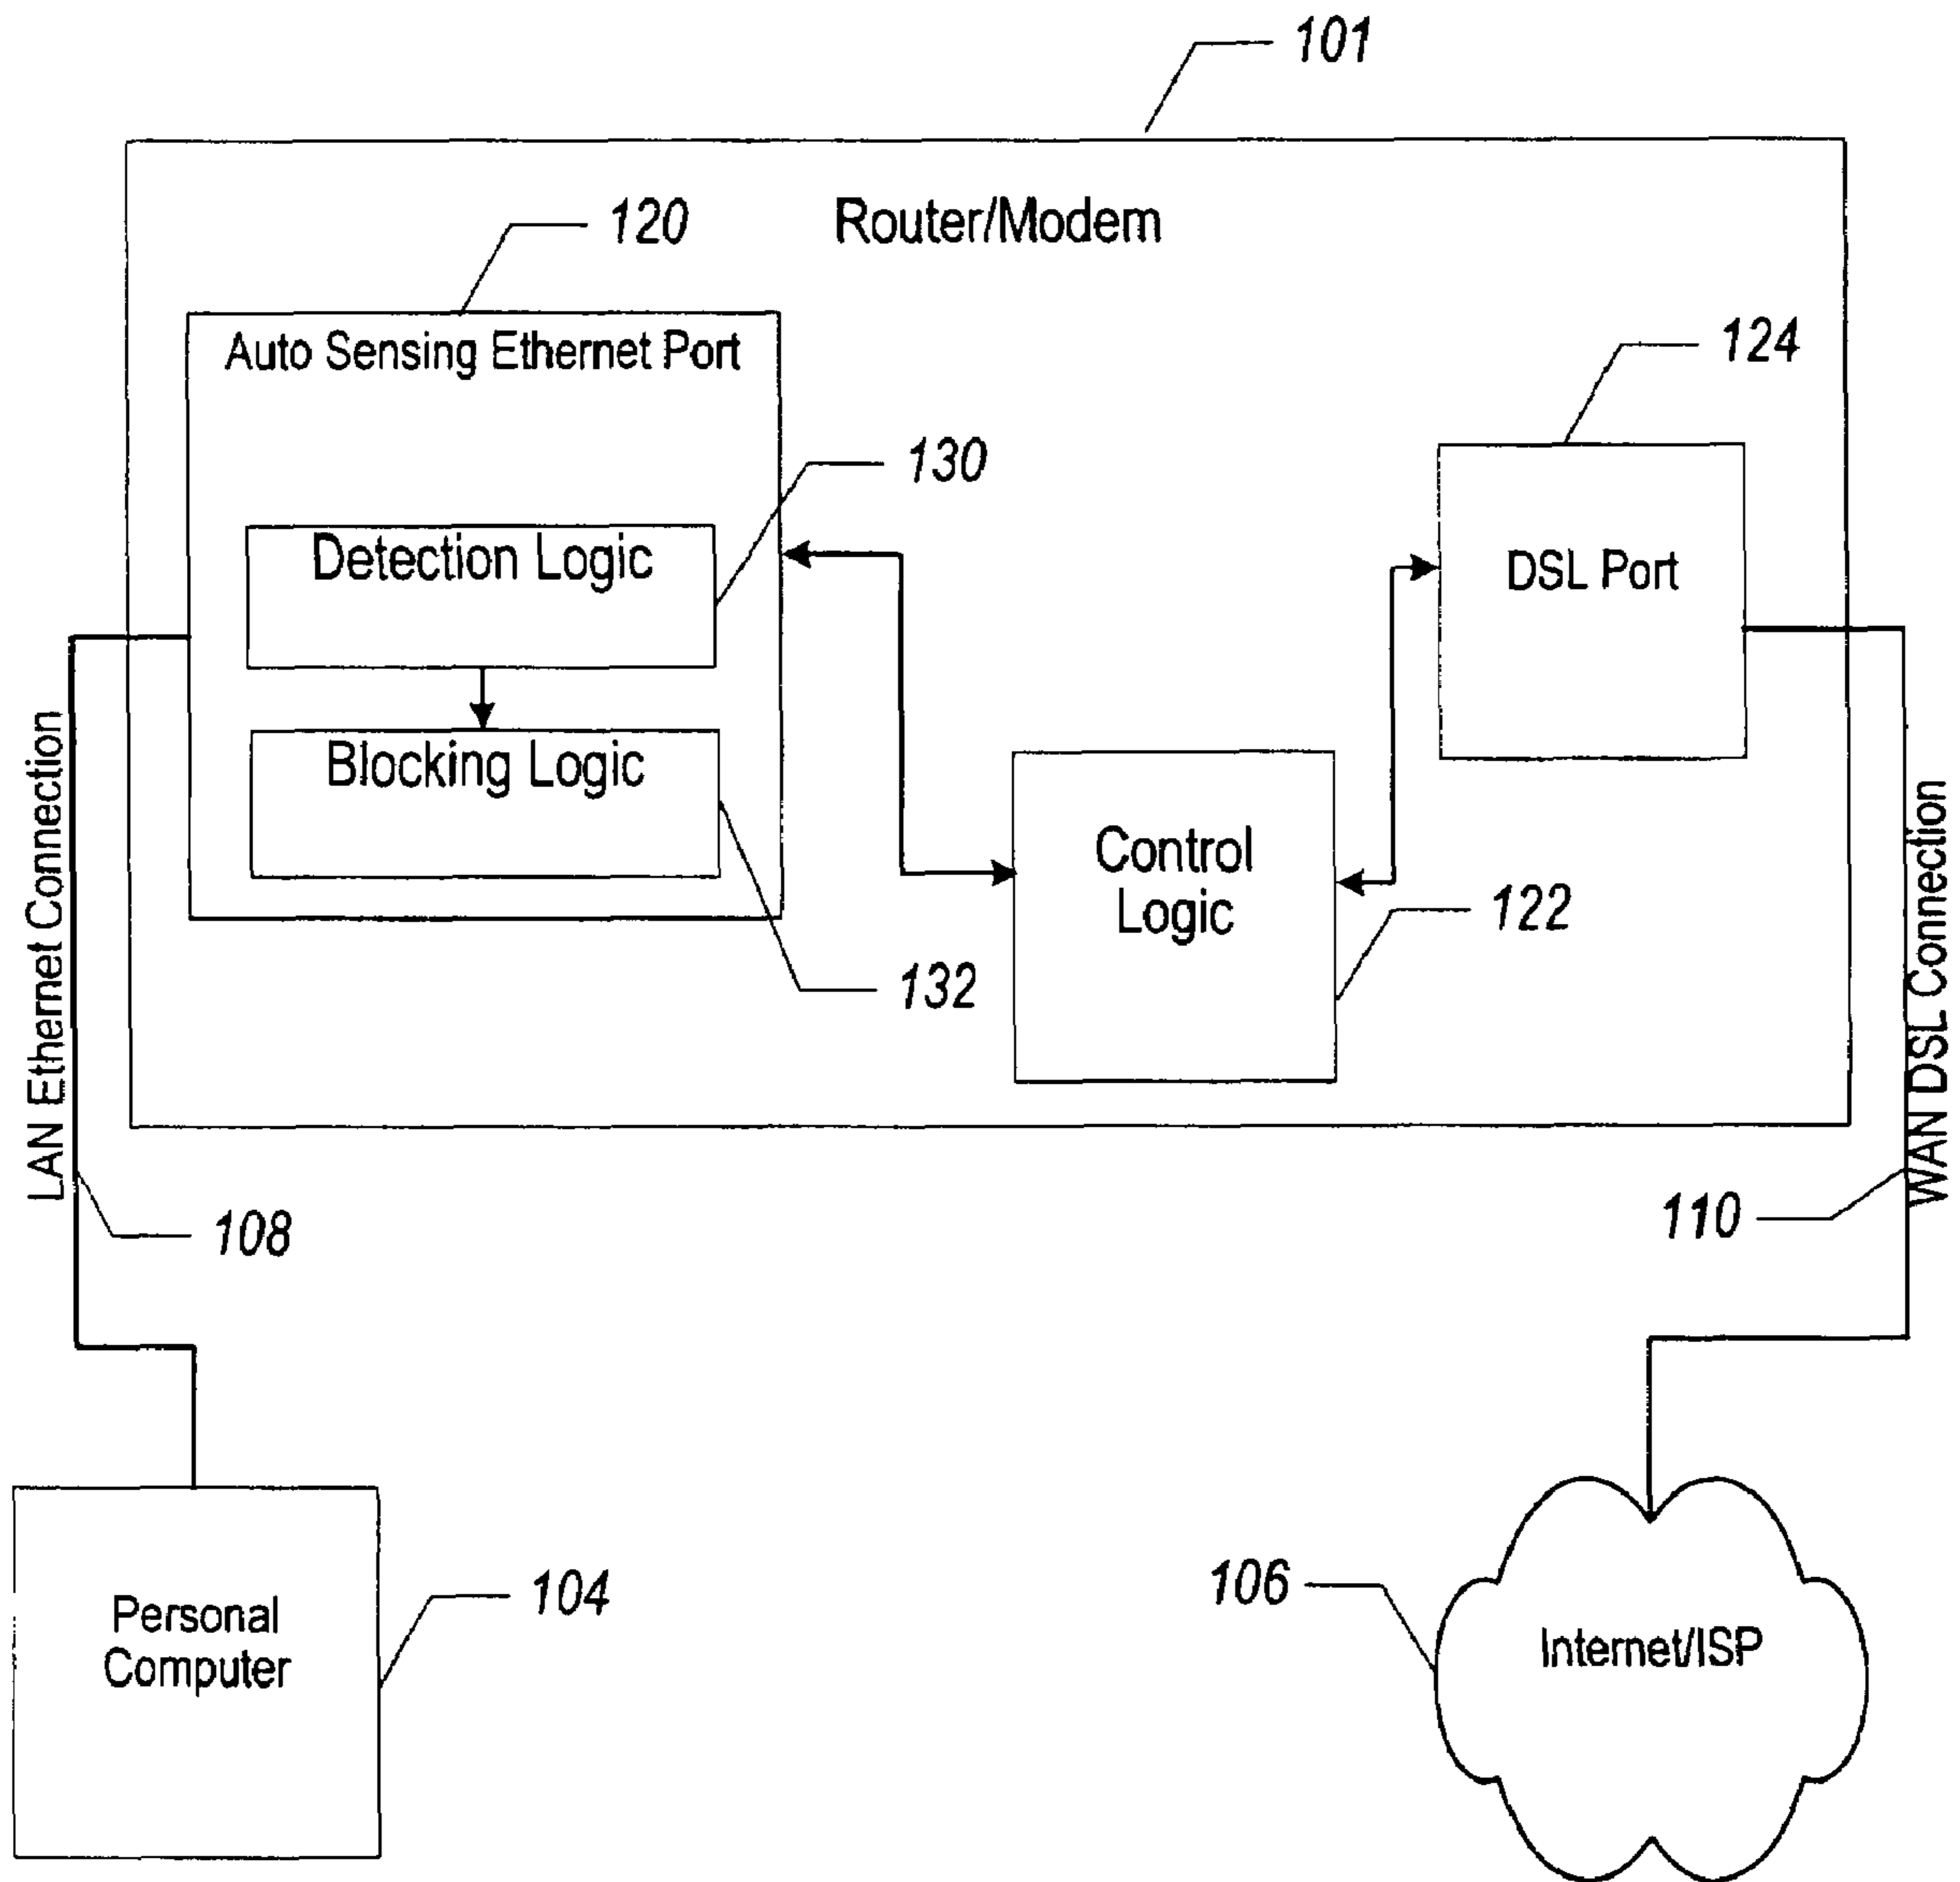 101
Router/Modem
120
Auto Sensing Ethernet Port
124
130
Detection Logic
DSL Port
Blocking Logic
Control
Logic
122
132
LAN Ethernet Connection
WAN DSL Connection
108
110
104
106
Personal
Computer
Internet/ISP